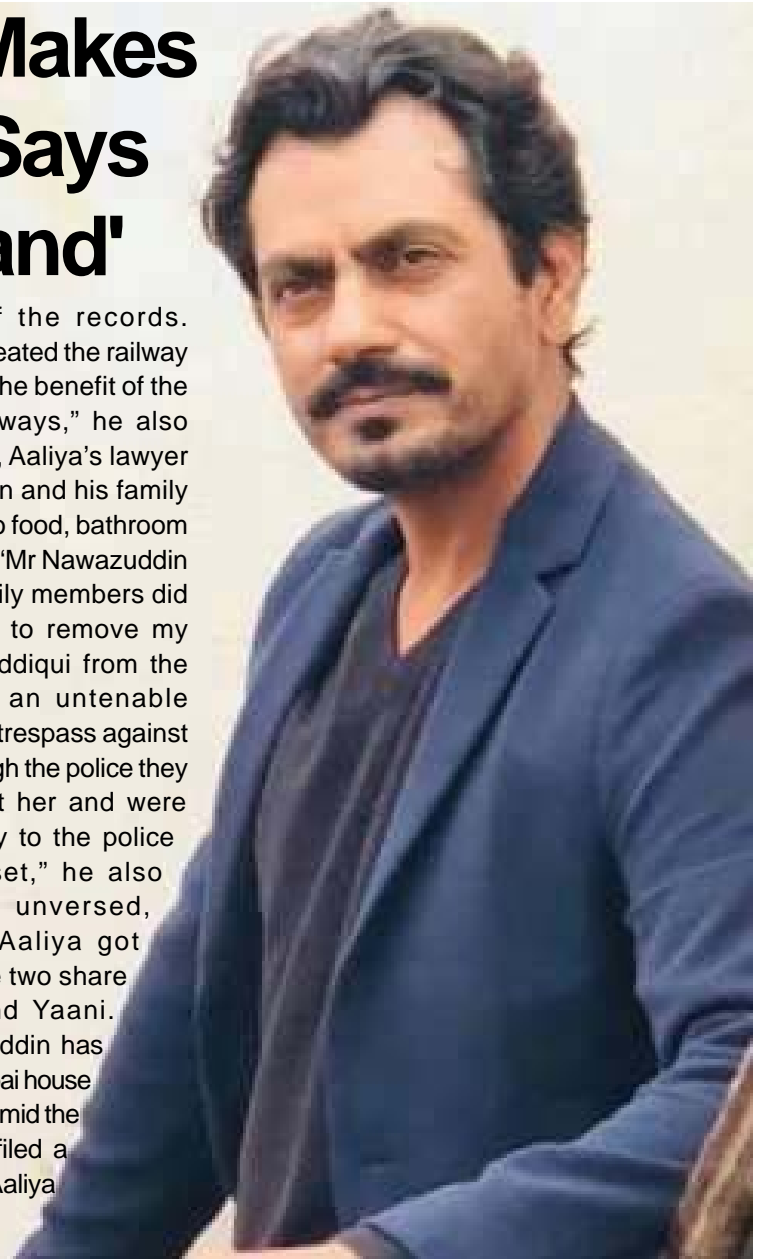 Makes
Says
and'
f the records.
eated the railway
he benefit of the
ways,” he also
, Aaliya’s lawyer
n and his family
o food, bathroom
“Mr Nawazuddin
ily members did
to remove my
ddiqui from the
an untenable
trespass against
gh the police they
t her and were
y to the police
set,” he also
unversed,
Aaliya got
e two share
nd Yaani.
ddin has
ai house
mid the
filed a
Aaliya